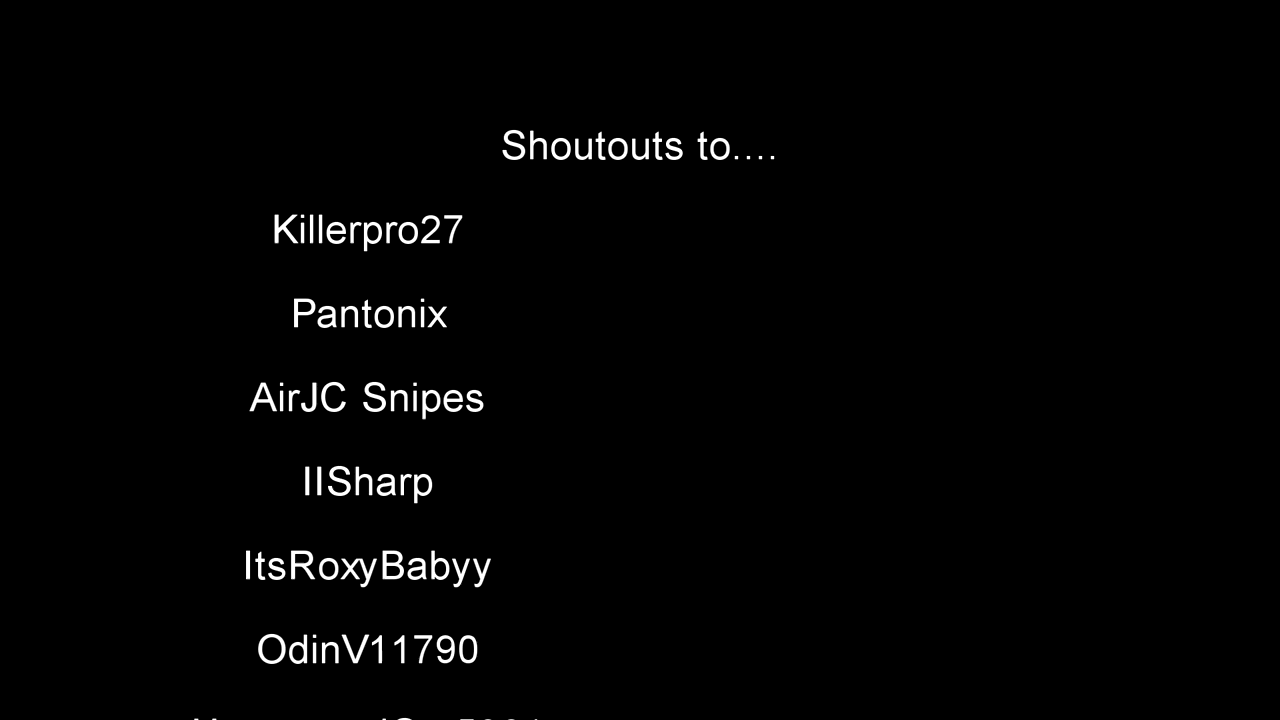 Shoutouts to....
Killerpro27
Pantonix
AirJC Snipes
IISharp
ItsRoxyBabyy
OdinV11790